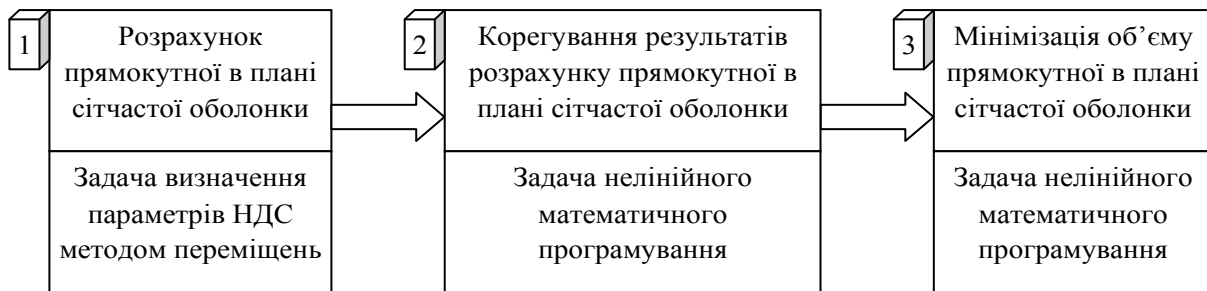 1
Розрахунок
прямокутної в плані
сітчастої оболонки
Задача визначення
параметрів НДС
методом переміщень
2
Корегування результатів
розрахунку прямокутної в
плані сітчастої оболонки
Задача нелінійного
математичного
програмування
3
Мінімізація об’єму
прямокутної в плані
сітчастої оболонки
Задача нелінійного
математичного
програмування